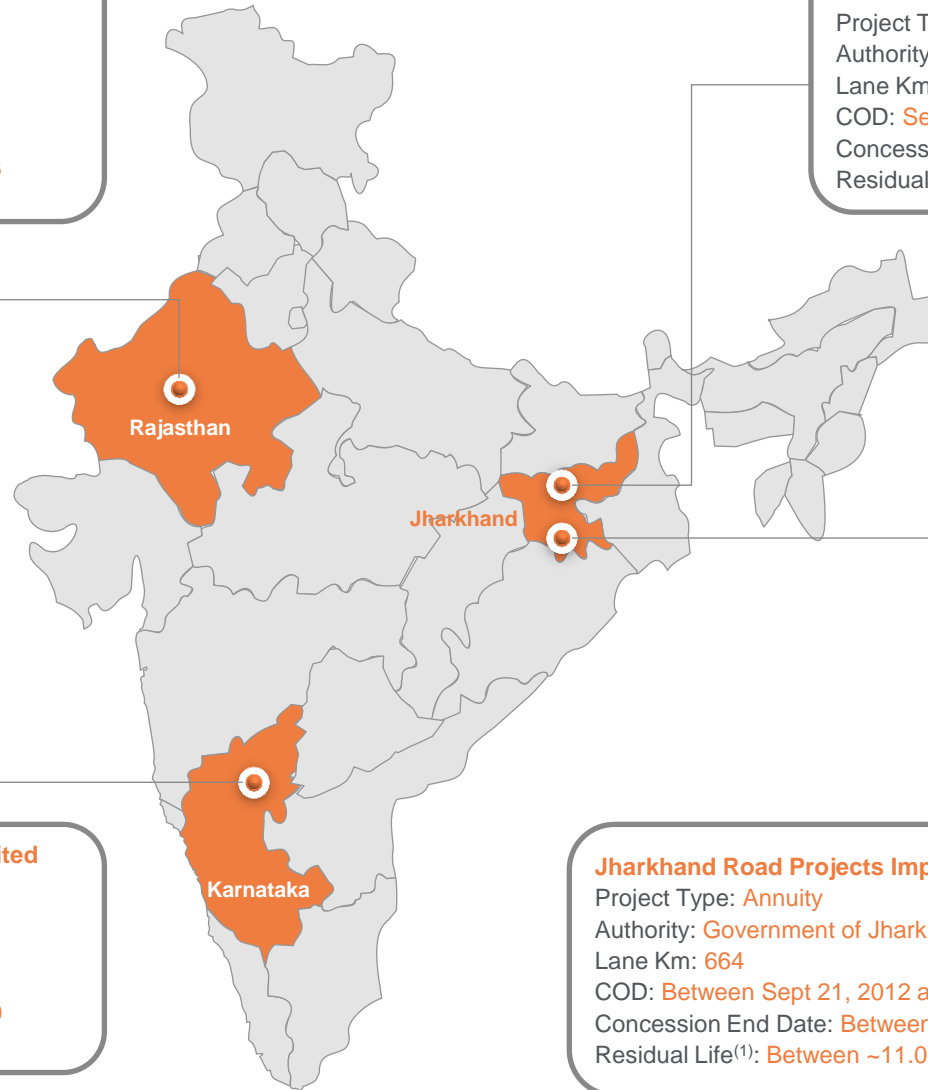 Project T
Authority
Lane Km
COD: Se
Concess
Residual
Rajasthan
Jharkhand
Karnataka
ited
Jharkhand Road Projects Imp
Project Type: Annuity
Authority: Government of Jhark
Lane Km: 664
COD: Between Sept 21, 2012 a
Concession End Date: Between
Residual Life(1): Between ~11.0